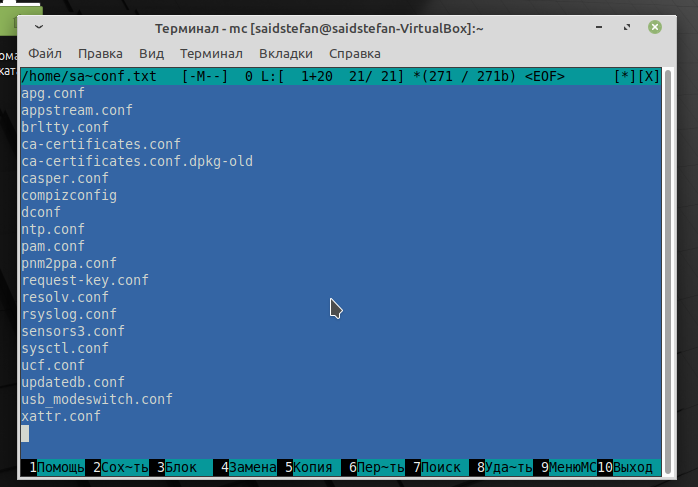 Терминал - mc [saidstefan@saidstefan-VirtualBox]:~
Файл Правка Вид Терминал Вкладки Справка
/home/sa~conf.txt [-M--] 0 L:[ 1+20 21/ 21] *(271 / 271b) <EOF> [*][X]
apg.conf
appstream.conf
brltty.conf
ca-certificates.conf
ca-certificates.conf.dpkg-old
casper.conf
compizconfig
dconf
ntp.conf
pam.conf
pnm2ppa.conf
request-key.conf
resolv.conf
rsyslog.conf
sensors3.conf
sysctl.conf
ucf.conf
updatedb.conf
usb_modeswitch.conf
xattr.conf
1Помощь 2Сох~ть 3Блок 4Замена 5Копия 6Пер~ть 7Поиск 8Уда~ть 9МенюMC 10Выход